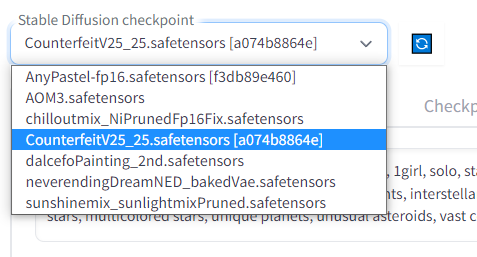 Stable Diffusion checkpoint
CounterfeitV25_25.safetensors [a074b8864e]
AnyPastel-fp16.safetensors [f3db89e460]
AOM3.safetensors
Checkp
chilloutmix_NiPrunedFp16Fix.safetensors
CounterfeitV25_25.safetensors [a074b8864e]
dalcefoPainting_2nd.safetensors
, 1girl, solo, sta
neverendingDreamNED_bakedVae.safetensors
nts, interstella
sunshinemix_sunlightmixPruned.safetensors
stars, multicolored stars, unique planets, unusual asteroids, vast c